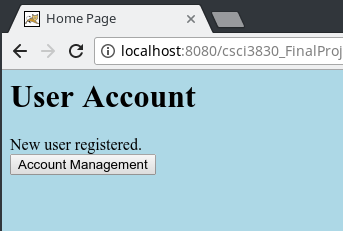 Home Page
localhost:8080/csci3830_FinalProj
User Account
New user registered.
Account Management